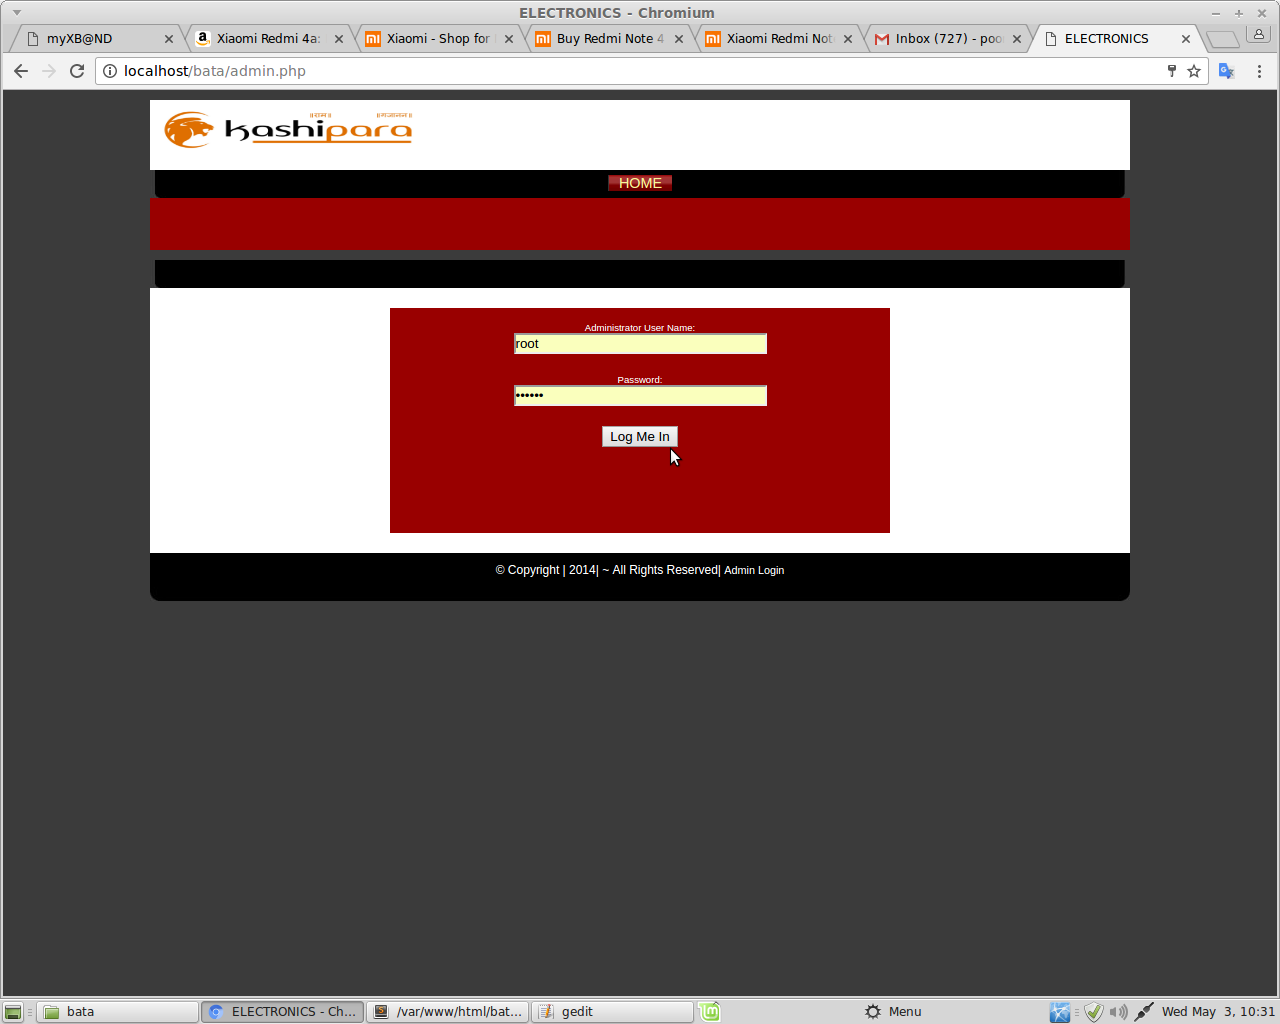 ELECTRONICS - Chromium
myXB@ND
Xiaomi Redmi 4a:
Xiaomi - Shop for
Buy Redmi Note 4
Xiaomi Redmi Not
Inbox (727) - poo
ELECTRONICS
localhost/bata/admin.php
kashipara
HOME
Administrator User Name:
root
Password:
••••••
Log Me In
© Copyright | 2014| ~ All Rights Reserved| Admin Login
bata
ELECTRONICS - Ch...
/var/www/html/bat...
gedit
Menu
Wed May 3, 10:31